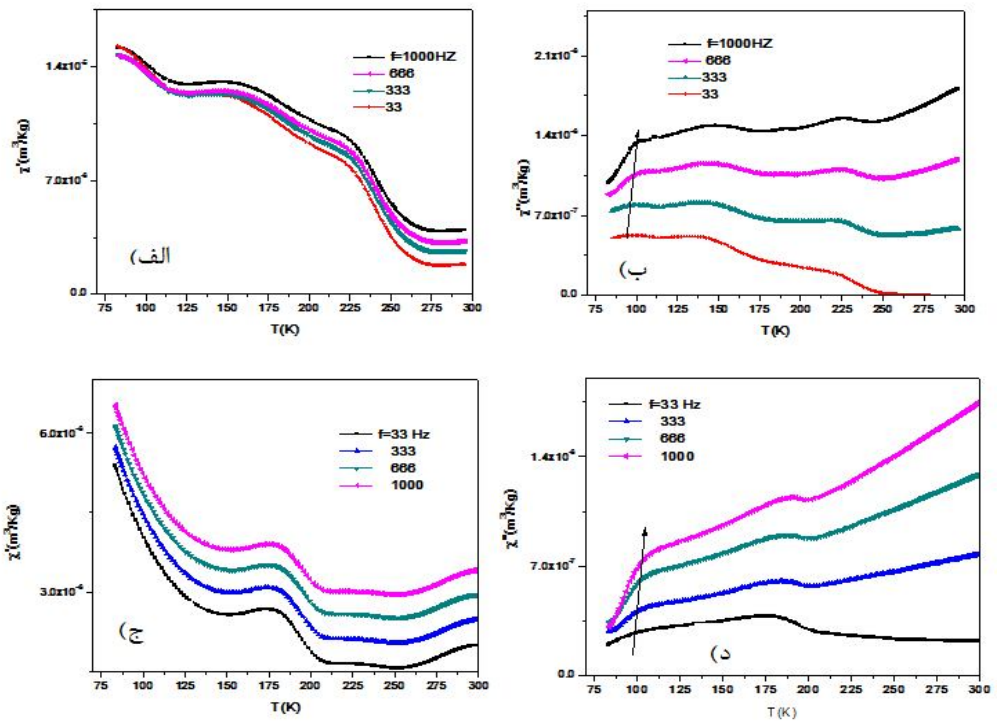 f=1000HZ
666
333
33
χ'(m³/Kg)
1.4x10⁻⁵
7.0x10⁻⁶
0.0
الف)
75 100 125 150 175 200 225 250 275 300
T(K)
f=1000HZ
666
333
33
χ''(m³/Kg)
2.1x10⁻⁶
1.4x10⁻⁶
7.0x10⁻⁷
0.0
ب)
75 100 125 150 175 200 225 250 275 300
T(K)
f=33 Hz
333
666
1000
χ'(m³/Kg)
6.0x10⁻⁶
3.0x10⁻⁶
ج)
75 100 125 150 175 200 225 250 275 300
T(K)
f=33 Hz
333
666
1000
χ''(m³/Kg)
1.4x10⁻⁶
7.0x10⁻⁷
0.0
د)
75 100 125 150 175 200 225 250 275 300
T(K)